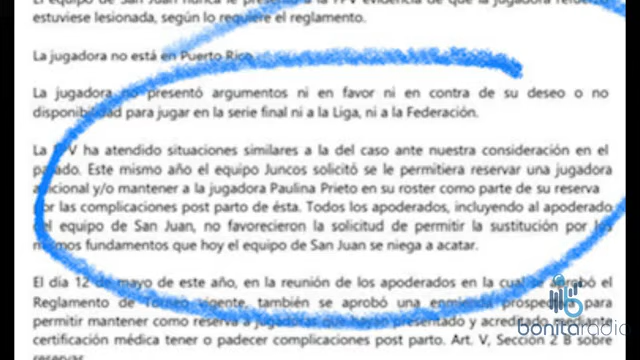 El equipo de San Juan nunca le presentó a la FPV evidencia de que la jugadora refuerzo
estuviese lesionada, según lo requiere el reglamento.
La jugadora no está en Puerto Rico
La jugadora no presentó argumentos ni en favor ni en contra de su deseo o no
disponibilidad para jugar en la serie final ni a la Liga, ni a la Federación.
La FPV ha atendido situaciones similares a la del caso ante nuestra consideración en el
pasado. Este mismo año el equipo Juncos solicitó se le permitiera reservar una jugadora
adicional y/o mantener a la jugadora Paulina Prieto en su roster como parte de su reserva
por las complicaciones post parto de ésta. Todos los apoderados, incluyendo al apoderado
del equipo de San Juan, no favorecieron la solicitud de permitir la sustitución por los
mismos fundamentos que hoy el equipo de San Juan se niega a acatar.
El día 12 de mayo de este año, en la reunión de los apoderados en la cual se aprobó el
Reglamento de Torneo vigente, también se aprobó una enmienda prospectiva para
permitir mantener como reserva a jugadoras que hayan presentado y acreditado mediante
certificación médica tener o padecer complicaciones post parto. Art. V, Sección 2 B sobre
reservas
bonitaradio